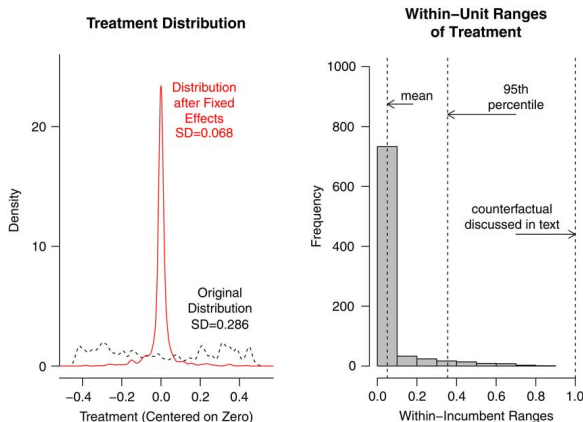 Treatment Distribution
Distribution
after Fixed
Effects
SD=0.068
Original
Distribution
SD=0.286
Density
0
10
20
−0.4
−0.2
0.0
0.2
0.4
Treatment (Centered on Zero)
Within−Unit Ranges
of Treatment
mean
95th
percentile
counterfactual
discussed in text
Frequency
0
200
400
600
800
1000
0.0
0.2
0.4
0.6
0.8
1.0
Within−Incumbent Ranges